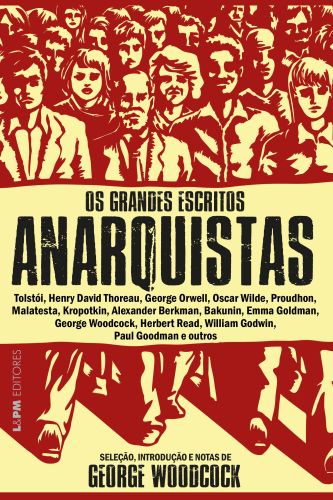 OS GRANDES ESCRITOS
ANARQUISTAS
Tolstói, Henry David Thoreau, George Orwell, Oscar Wilde, Proudhon,
Malatesta, Kropotkin, Alexander Berkman, Bakunin, Emma Goldman,
George Woodcock, Herbert Read, William Godwin,
Paul Goodman e outros
L&PM EDITORES
SELEÇÃO, INTRODUÇÃO E NOTAS DE
GEORGE WOODCOCK